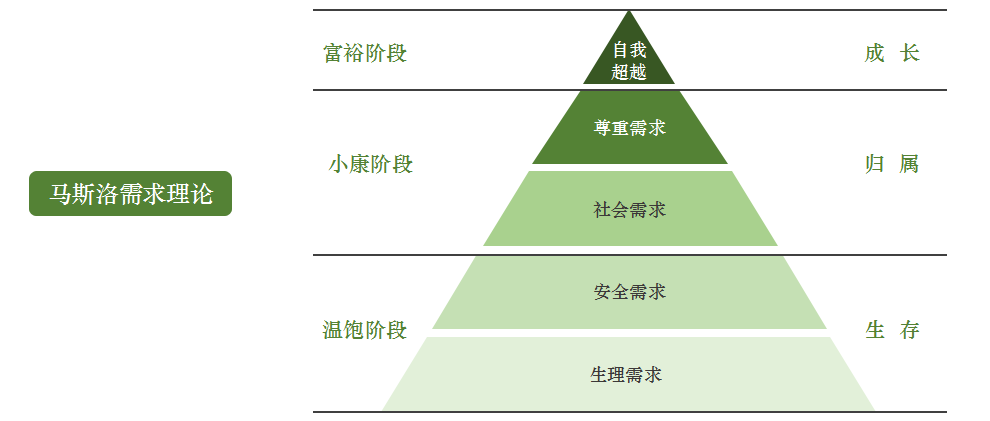 富裕阶段
自我
超越
成 长
尊重需求
小康阶段
归 属
马斯洛需求理论
社会需求
安全需求
温饱阶段
生 存
生理需求